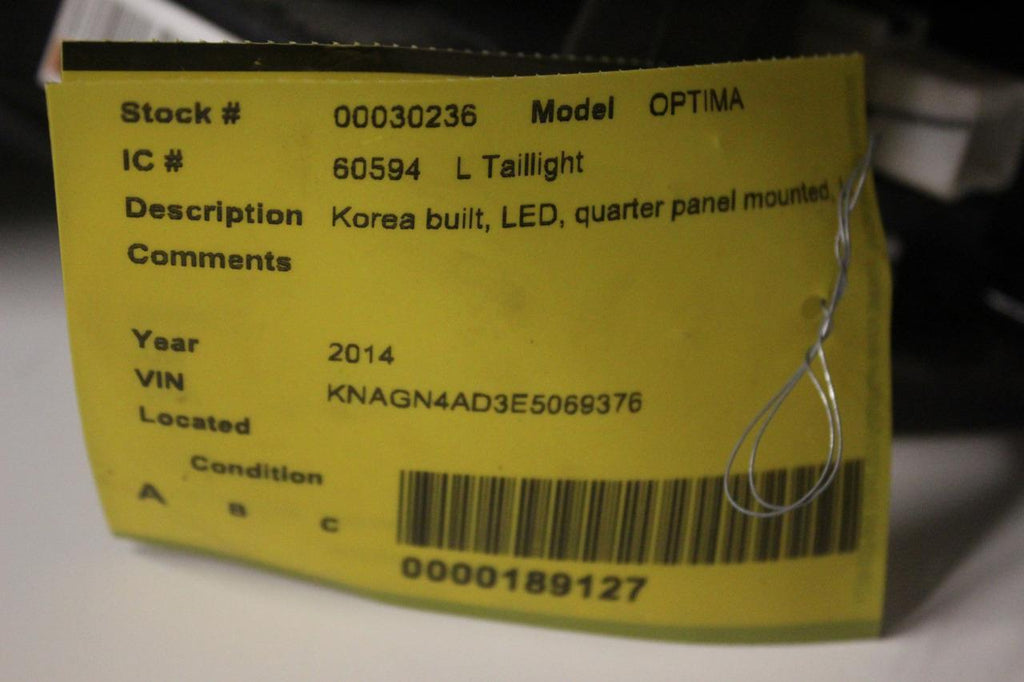 Stock # 00030236 Model OPTIMA
IC # 60594 L Taillight
Description Korea built, LED, quarter panel mounted,
Comments
Year 2014
VIN KNAGN4AD3E5069376
Located
Condition
A B C
0000189127